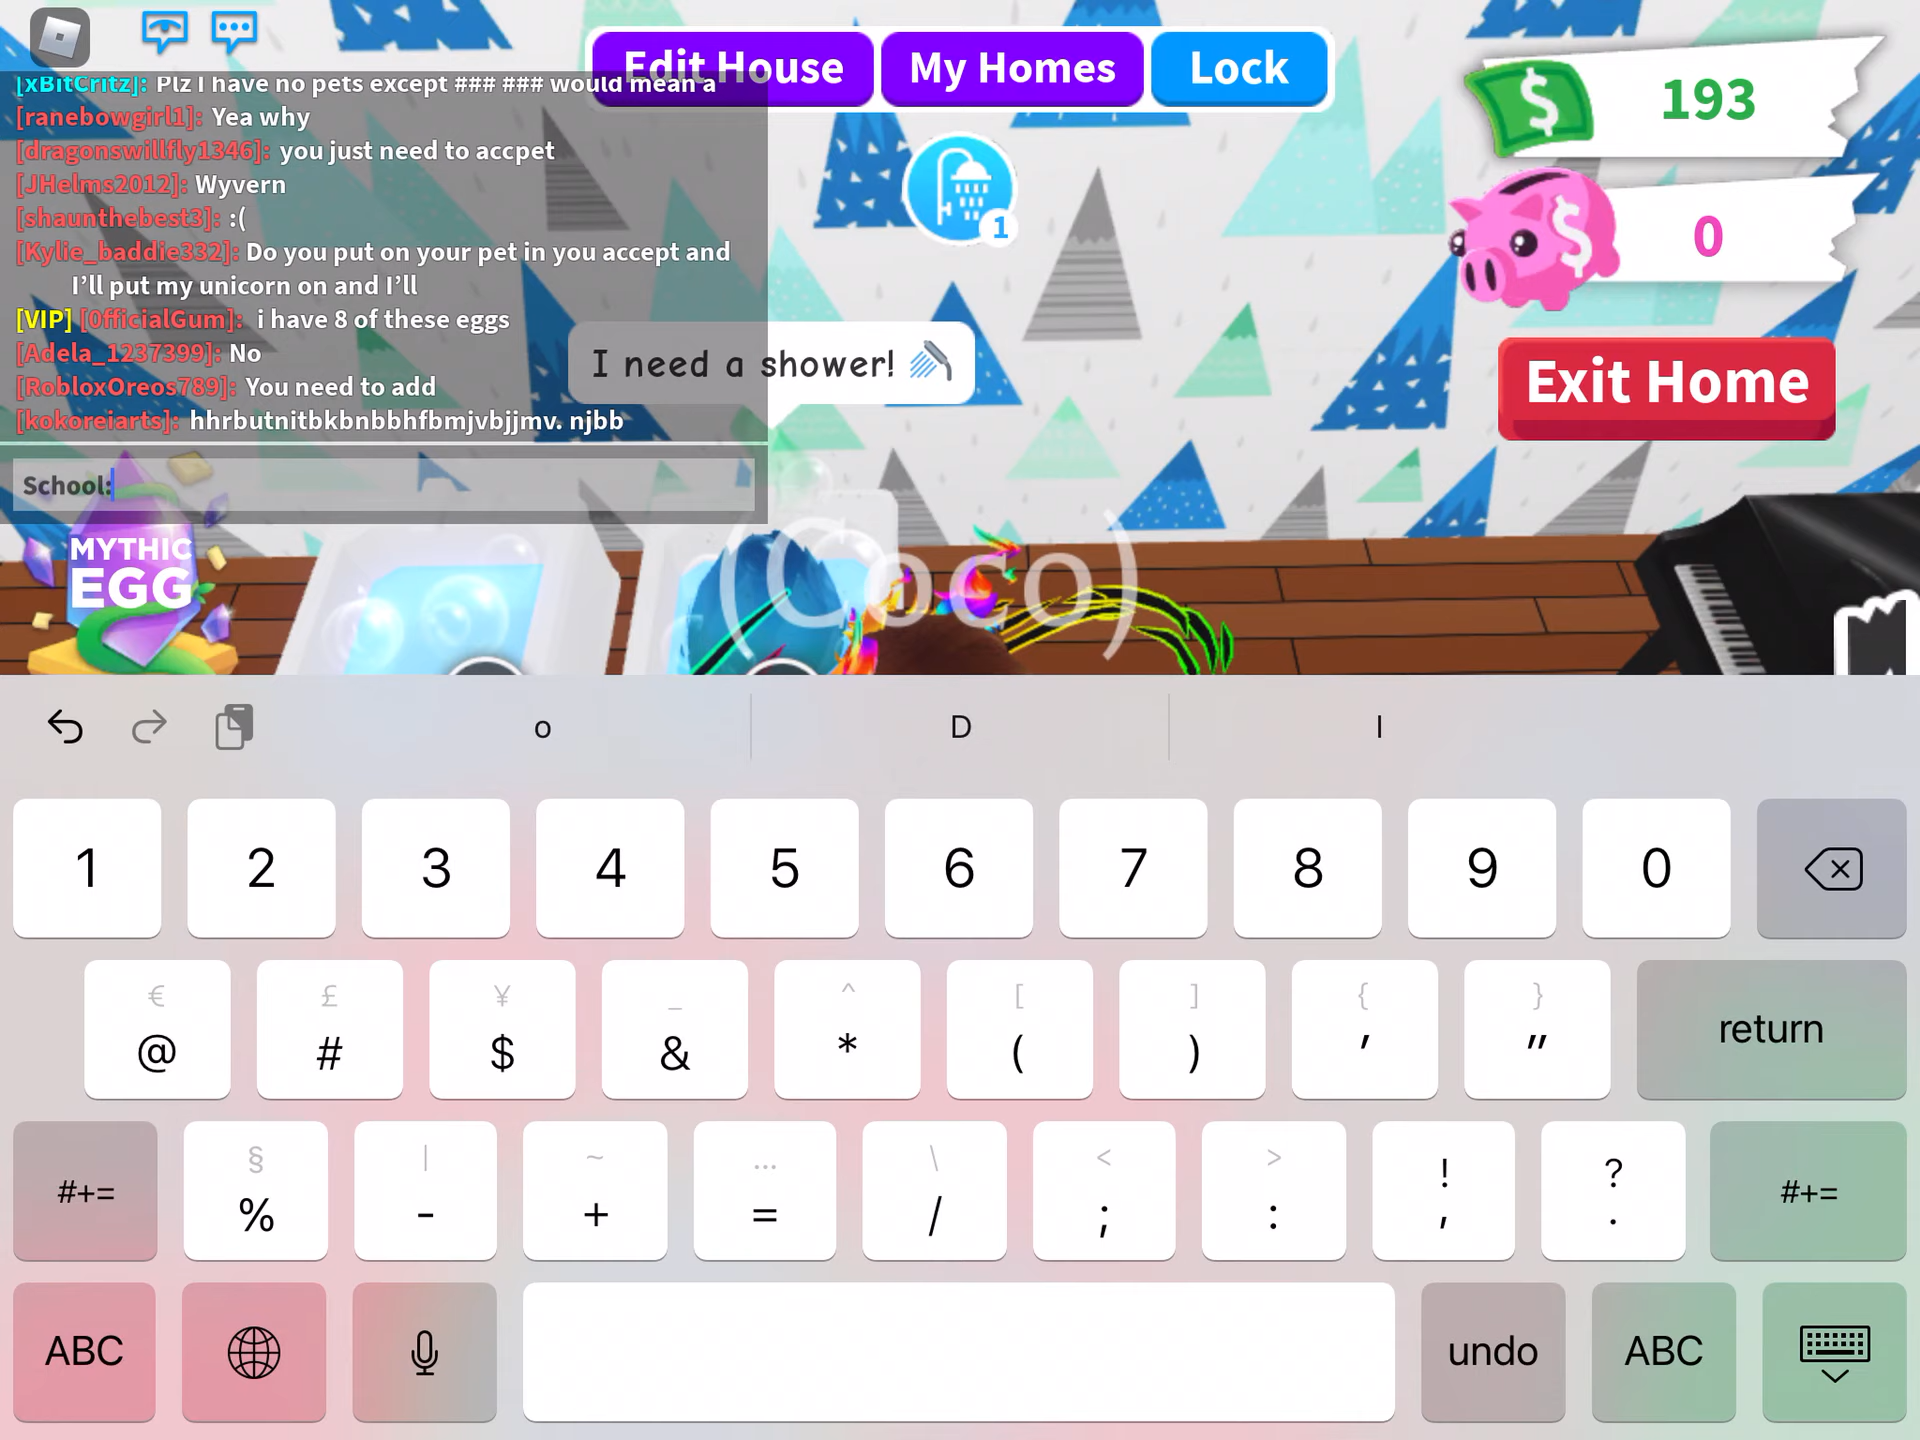 Edit House
My Homes
Lock
193
0
Exit Home
1
[xBitCritz]: Plz I have no pets except ### ### would mean a
[ranebowgirl1]: Yea why
[dragonswillfly1346]: you just need to accpet
[JHelms2012]: Wyvern
[shaunthebest3]: :(
[Kylie_baddie332]: Do you put on your pet in you accept and
I’ll put my unicorn on and I’ll
[VIP] [0fficialGum]: i have 8 of these eggs
[Adela_1237399]: No
[RobloxOreos789]: You need to add
[kokoreiarts]: hhrbutnitbkbnbbhfbmjvbjjmv. njbb
I need a shower!
School:
MYTHIC
EGG
(Coco)
o D I
1 2 3 4 5 6 7 8 9 0
€ £ ¥ _ ^ [ ] { }
@ # $ & * ( ) ' " return
§ | ~ … \ < > ! ?
#+= % - + = / ; : , . #+=
ABC undo ABC